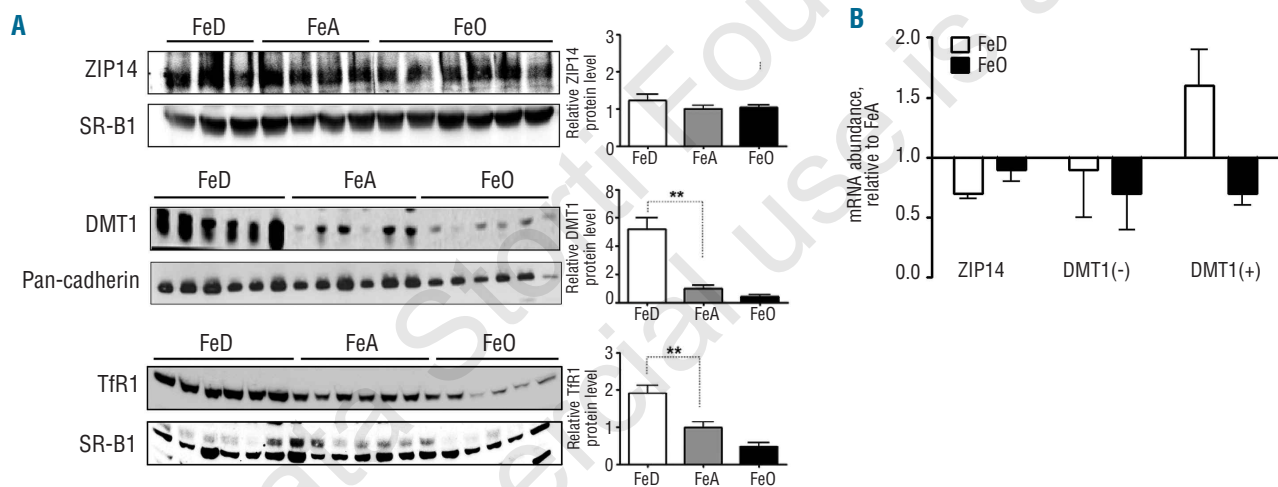 A
FeD FeA FeO
ZIP14
SR-B1
Relative ZIP14
protein level
3
2
1
0
FeD FeA FeO
FeD FeA FeO
DMT1
Pan-cadherin
Relative DMT1
protein level
8
6
4
2
0
**
FeD FeA FeO
FeD FeA FeO
TfR1
SR-B1
Relative TfR1
protein level
3
2
1
0
**
FeD FeA FeO
B
FeD
FeO
mRNA abundance,
relative to FeA
2.0
1.5
1.0
0.5
0.0
ZIP14 DMT1(-) DMT1(+)